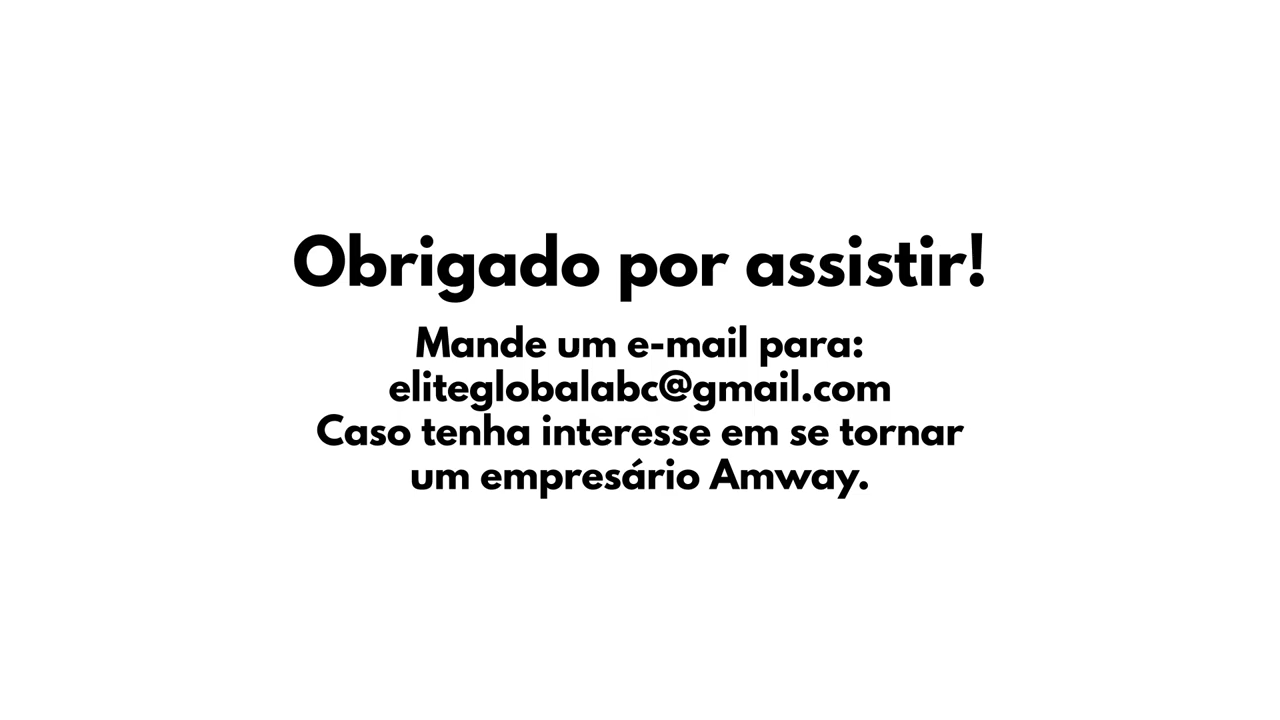 Obrigado por assistir!
Mande um e-mail para:
eliteglobalabc@gmail.com
Caso tenha interesse em se tornar
um empresário Amway.